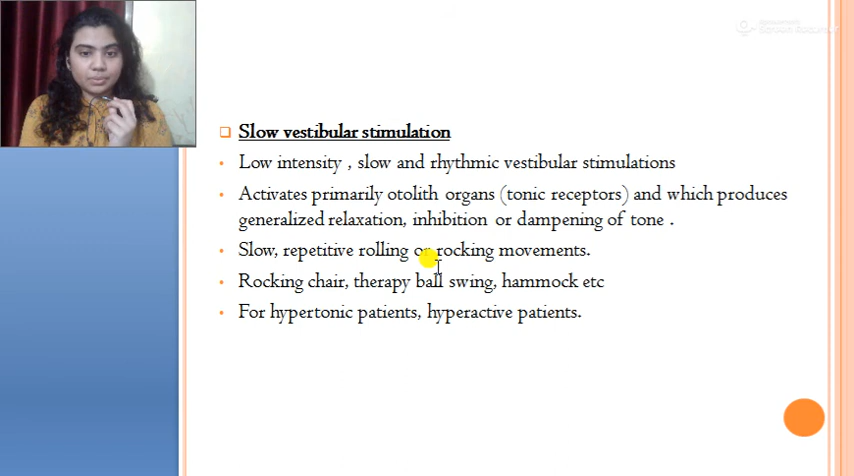 Slow vestibular stimulation
Low intensity , slow and rhythmic vestibular stimulations
Activates primarily otolith organs (tonic receptors) and which produces
generalized relaxation, inhibition or dampening of tone .
Slow, repetitive rolling or rocking movements.
Rocking chair, therapy ball swing, hammock etc
For hypertonic patients, hyperactive patients.